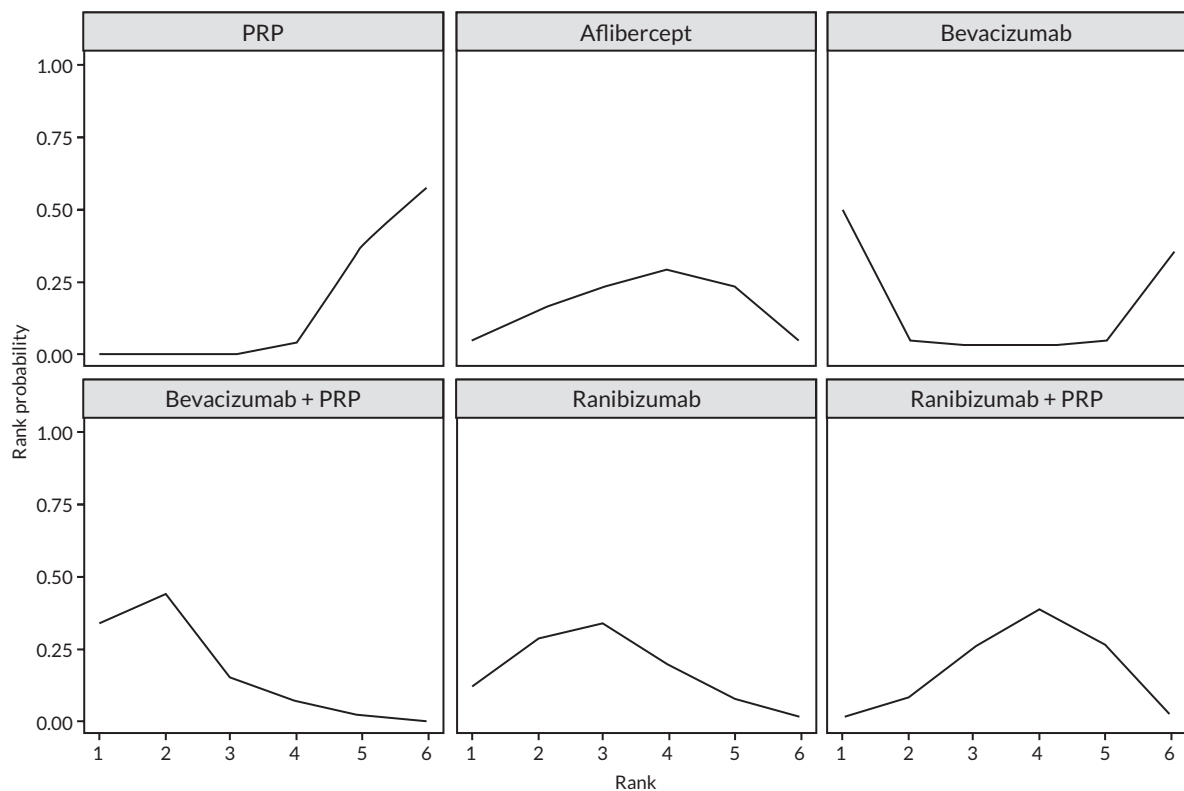 PRP
Aflibercept
Bevacizumab
1.00
0.75
0.50
0.25
0.00
Rank probability
Bevacizumab + PRP
Ranibizumab
Ranibizumab + PRP
1.00
0.75
0.50
0.25
0.00
1 2 3 4 5 6
1 2 3 4 5 6
1 2 3 4 5 6
Rank